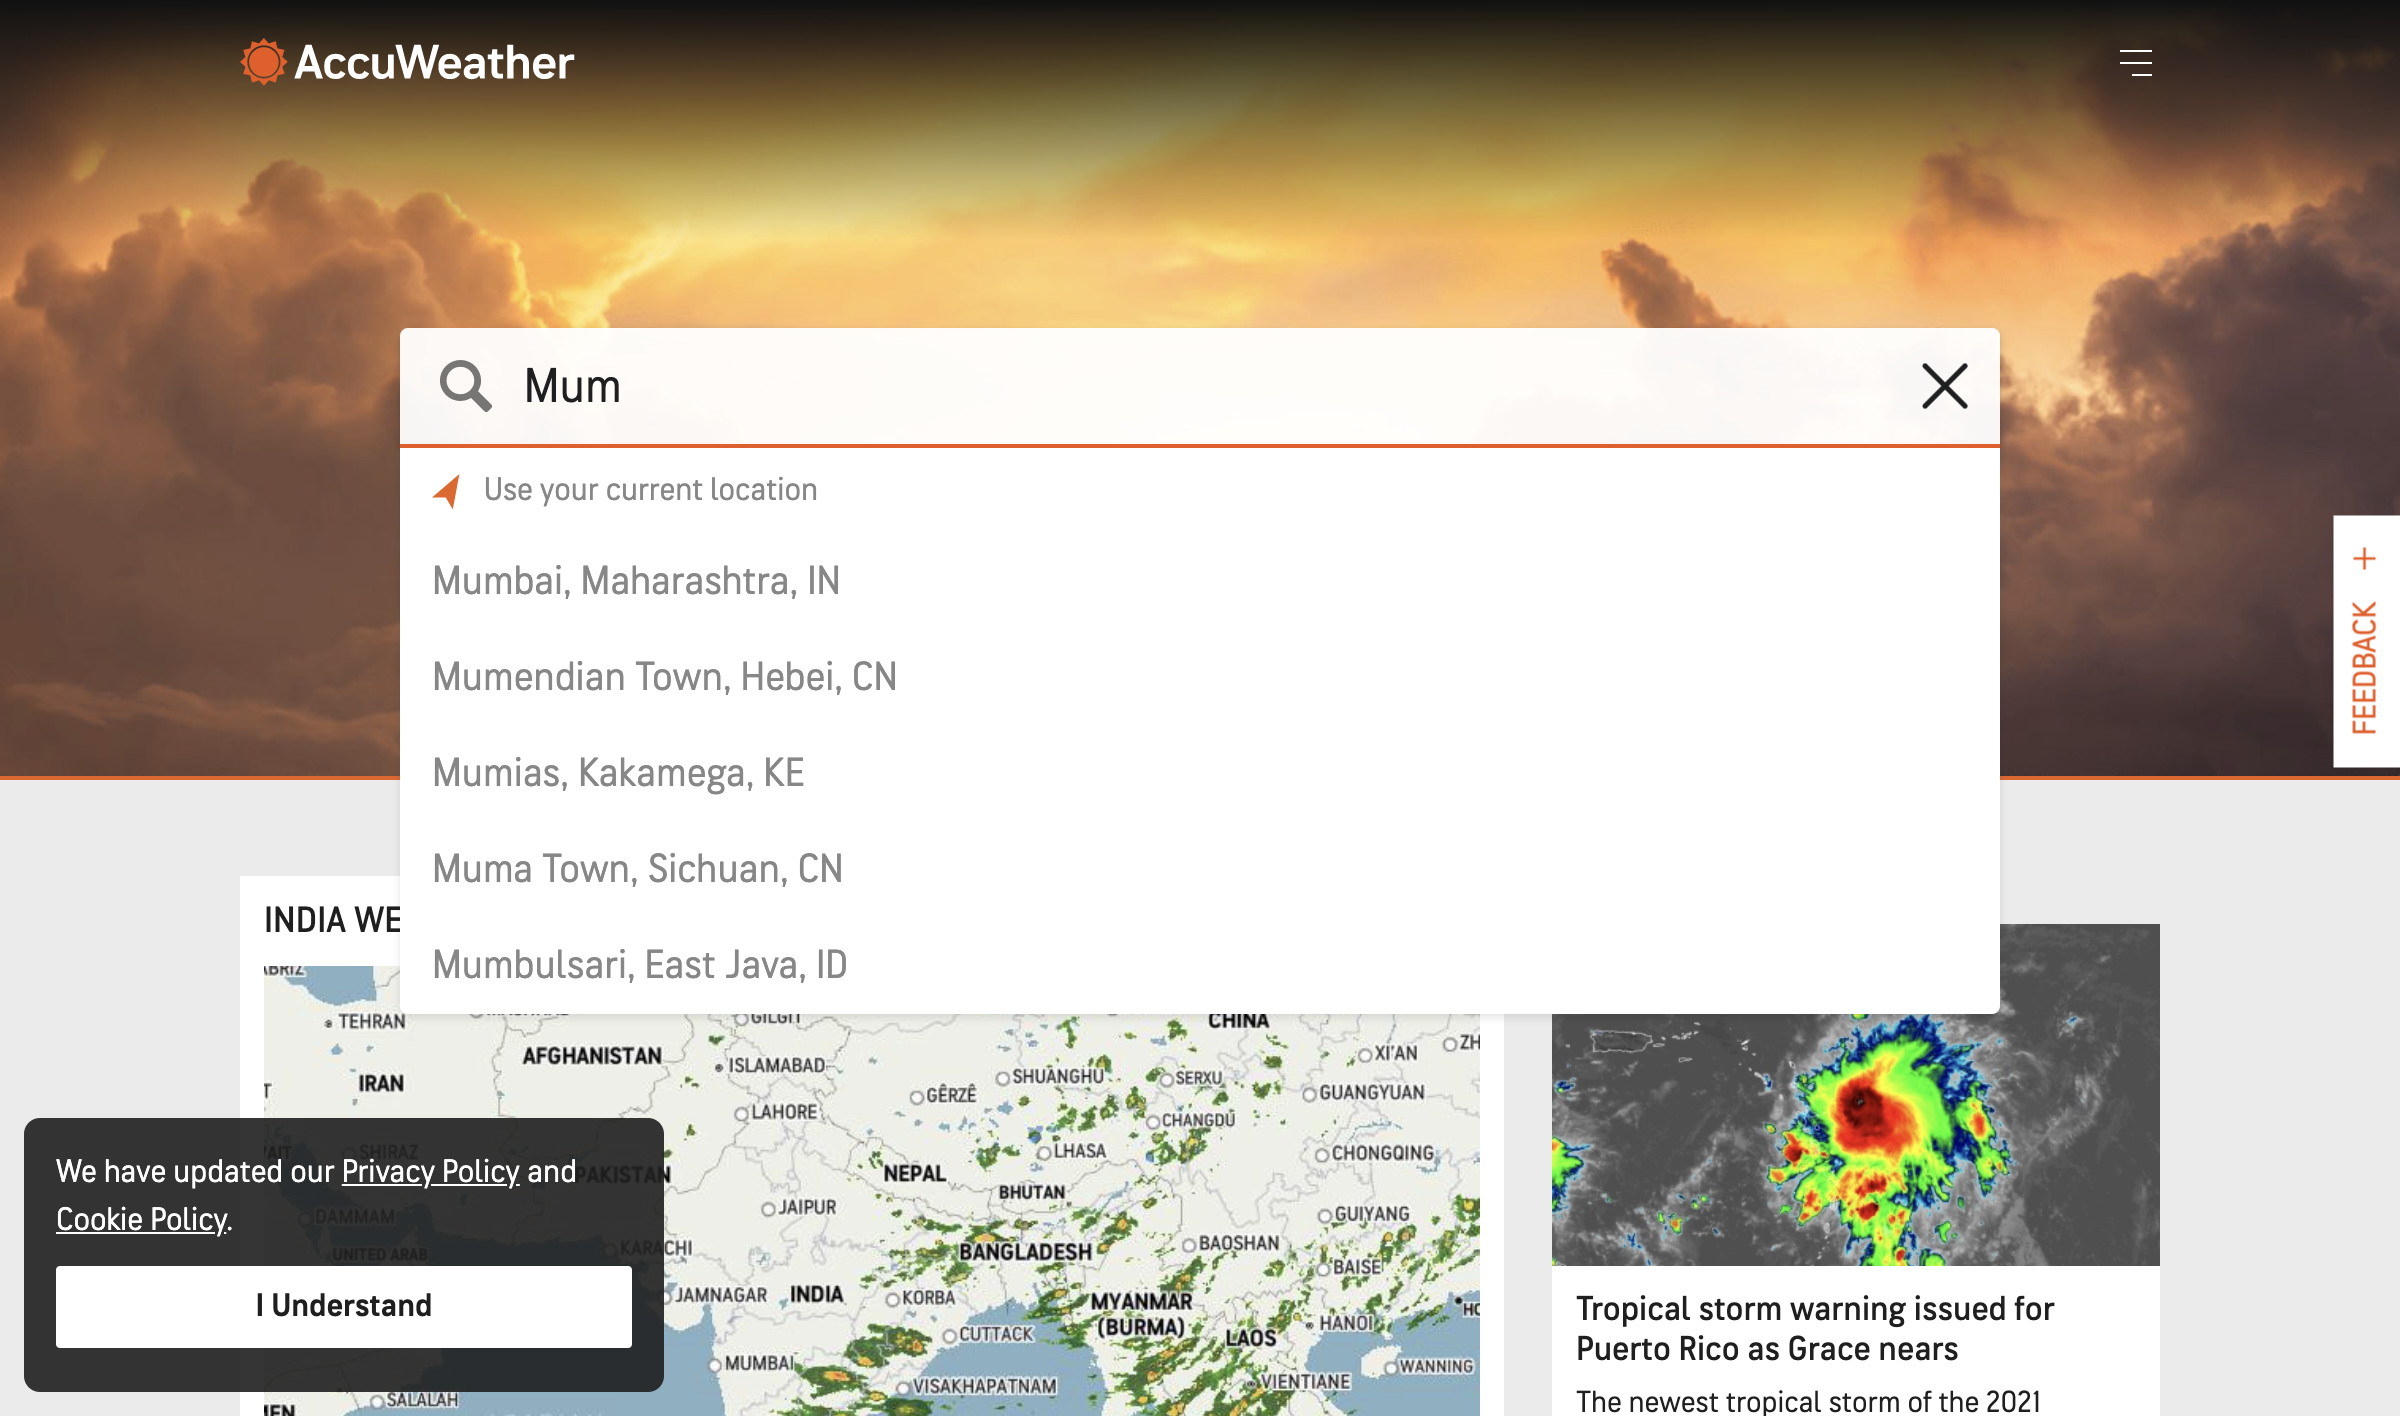 AccuWeather
Mum
Use your current location
Mumbai, Maharashtra, IN
Mumendian Town, Hebei, CN
Mumias, Kakamega, KE
Muma Town, Sichuan, CN
Mumbulsari, East Java, ID
FEEDBACK +
INDIA WE
TEHRAN
GILGIT
CHINA
AFGHANISTAN
ISLAMABAD
XI'AN
ZH
IRAN
SHUANGHU
SERXU
GÊRZÊ
GUANGYUAN
LAHORE
CHANGDÛ
SHIRAZ
LHASA
CHONGQING
PAKISTAN
NEPAL
BHUTAN
JAIPUR
GUIYANG
DAMMAM
KARACHI
BANGLADESH
BAOSHAN
UNITED ARAB
BAISE
JAMNAGAR
INDIA
KORBA
MYANMAR
(BURMA)
HANOI
CUTTACK
LAOS
MUMBAI
WANNING
VISAKHAPATNAM
VIENTIANE
SALALAH
We have updated our Privacy Policy and
Cookie Policy.
I Understand
Tropical storm warning issued for
Puerto Rico as Grace nears
The newest tropical storm of the 2021